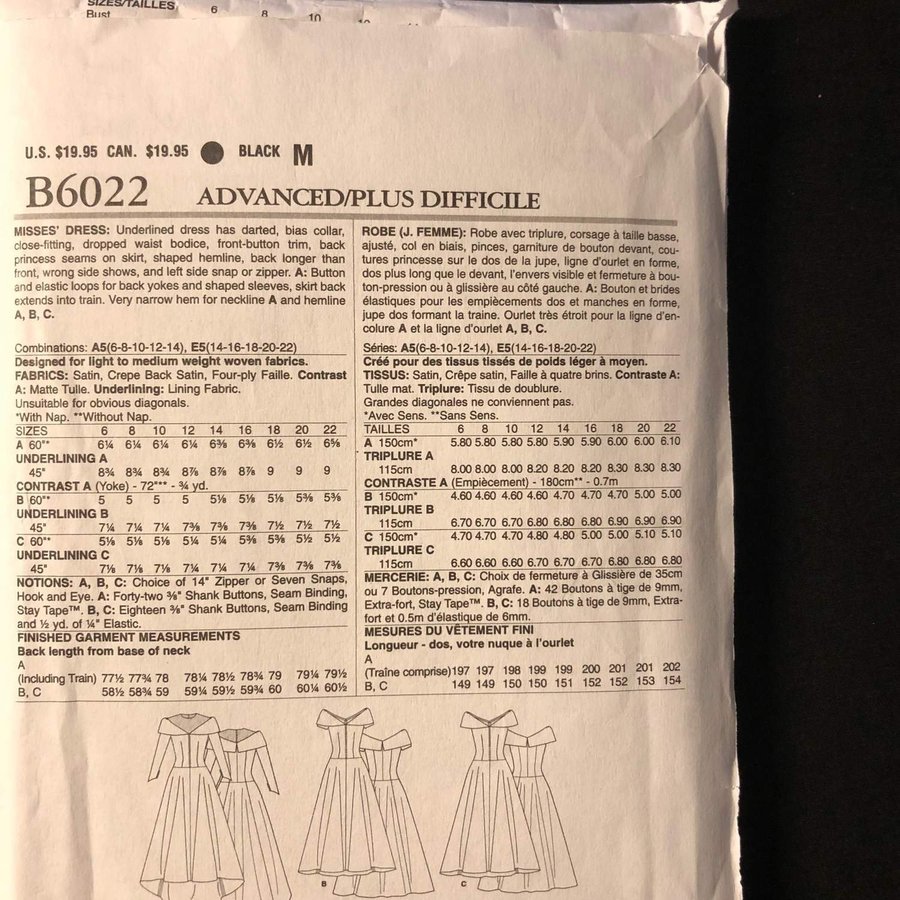 SIZES/TAILLES 6 8 10
Bust
U.S. $19.95 CAN. $19.95 BLACK M
B6022 ADVANCED/PLUS DIFFICILE
MISSES' DRESS: Underlined dress has darted, bias collar,
close-fitting, dropped waist bodice, front-button trim, back
princess seams on skirt, shaped hemline, back longer than
front, wrong side shows, and left side snap or zipper. A: Button
and elastic loops for back yokes and shaped sleeves, skirt back
extends into train. Very narrow hem for neckline A and hemline
A, B, C.
Combinations: A5(6-8-10-12-14), E5(14-16-18-20-22)
Designed for light to medium weight woven fabrics.
FABRICS: Satin, Crepe Back Satin, Four-ply Faille. Contrast
A: Matte Tulle. Underlining: Lining Fabric.
Unsuitable for obvious diagonals.
*With Nap. **Without Nap.
SIZES 6 8 10 12 14 16 18 20 22
A 60"* 6¼ 6¼ 6¼ 6¼ 6⅜ 6⅜ 6½ 6½ 6⅝
UNDERLINING A
45" 8¾ 8¾ 8¾ 8⅞ 8⅞ 8⅞ 9 9 9
CONTRAST A (Yoke) - 72"** - ¾ yd.
B 60"* 5 5 5 5 5⅛ 5⅛ 5⅛ 5⅜ 5⅜
UNDERLINING B
45" 7¼ 7¼ 7¼ 7⅜ 7⅜ 7⅜ 7½ 7½ 7½
C 60"* 5⅛ 5⅛ 5⅛ 5¼ 5¼ 5⅜ 5⅜ 5½ 5½
UNDERLINING C
45" 7⅛ 7⅛ 7⅛ 7⅛ 7¼ 7¼ 7⅜ 7⅜ 7⅜
NOTIONS: A, B, C: Choice of 14" Zipper or Seven Snaps,
Hook and Eye. A: Forty-two ⅜" Shank Buttons, Seam Binding,
Stay Tape™. B, C: Eighteen ⅜" Shank Buttons, Seam Binding
and ½ yd. of ¼" Elastic.
FINISHED GARMENT MEASUREMENTS
Back length from base of neck
A
(Including Train) 77½ 77¾ 78 78¼ 78½ 78¾ 79 79¼ 79½
B, C 58½ 58¾ 59 59¼ 59½ 59¾ 60 60¼ 60½
ROBE (J. FEMME): Robe avec triplure, corsage à taille basse,
ajusté, col en biais, pinces, garniture de bouton devant, cou-
tures princesse sur le dos de la jupe, ligne d'ourlet en forme,
dos plus long que le devant, l'envers visible et fermeture à bou-
ton-pression ou à glissière au côté gauche. A: Bouton et brides
élastiques pour les empiècements dos et manches en forme,
jupe dos formant la traine. Ourlet très étroit pour la ligne d'en-
colure A et la ligne d'ourlet A, B, C.
Séries: A5(6-8-10-12-14), E5(14-16-18-20-22)
Créé pour des tissus tissés de poids léger à moyen.
TISSUS: Satin, Crêpe satin, Faille à quatre brins. Contraste A:
Tulle mat. Triplure: Tissu de doublure.
Grandes diagonales ne conviennent pas.
*Avec Sens. **Sans Sens.
TAILLES 6 8 10 12 14 16 18 20 22
A 150cm* 5.80 5.80 5.80 5.80 5.90 5.90 6.00 6.00 6.10
TRIPLURE A
115cm 8.00 8.00 8.00 8.20 8.20 8.20 8.30 8.30 8.30
CONTRASTE A (Empiècement) - 180cm** - 0.7m
B 150cm* 4.60 4.60 4.60 4.60 4.70 4.70 4.70 5.00 5.00
TRIPLURE B
115cm 6.70 6.70 6.70 6.80 6.80 6.80 6.90 6.90 6.90
C 150cm* 4.70 4.70 4.70 4.80 4.80 5.00 5.00 5.10 5.10
TRIPLURE C
115cm 6.60 6.60 6.60 6.60 6.70 6.70 6.80 6.80 6.80
MERCERIE: A, B, C: Choix de fermeture à Glissière de 35cm
ou 7 Boutons-pression, Agrafe. A: 42 Boutons à tige de 9mm,
Extra-fort, Stay Tape™. B, C: 18 Boutons à tige de 9mm, Extra-
fort et 0.5m d'élastique de 6mm.
MESURES DU VÊTEMENT FINI
Longueur - dos, votre nuque à l'ourlet
A
(Traîne comprise) 197 197 198 199 199 200 201 201 202
B, C 149 149 150 150 151 152 152 153 154
B
C